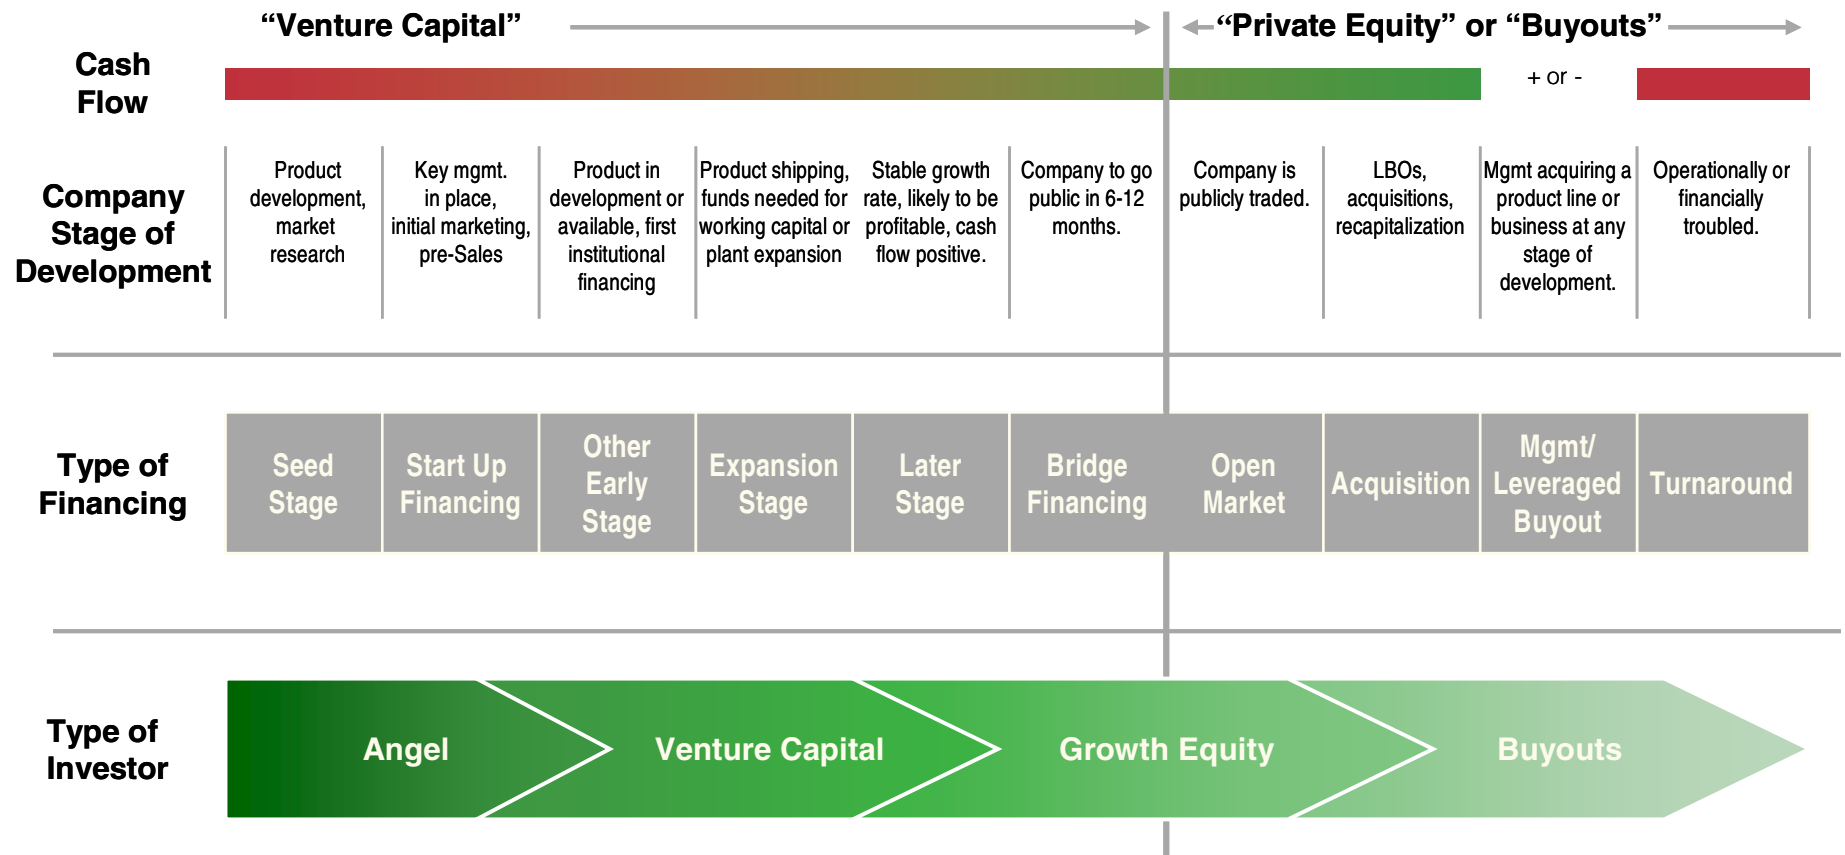 “Venture Capital”
“Private Equity” or “Buyouts”
Cash
Flow
+ or -
Company
Stage of
Development
Product
development,
market
research
Key mgmt.
in place,
initial marketing,
pre-Sales
Product in
development or
available, first
institutional
financing
Product shipping,
funds needed for
working capital or
plant expansion
Stable growth
rate, likely to be
profitable, cash
flow positive.
Company to go
public in 6-12
months.
Company is
publicly traded.
LBOs,
acquisitions,
recapitalization
Mgmt acquiring a
product line or
business at any
stage of
development.
Operationally or
financially
troubled.
Type of
Financing
Seed
Stage
Start Up
Financing
Other
Early
Stage
Expansion
Stage
Later
Stage
Bridge
Financing
Open
Market
Acquisition
Mgmt/
Leveraged
Buyout
Turnaround
Type of
Investor
Angel
Venture Capital
Growth Equity
Buyouts